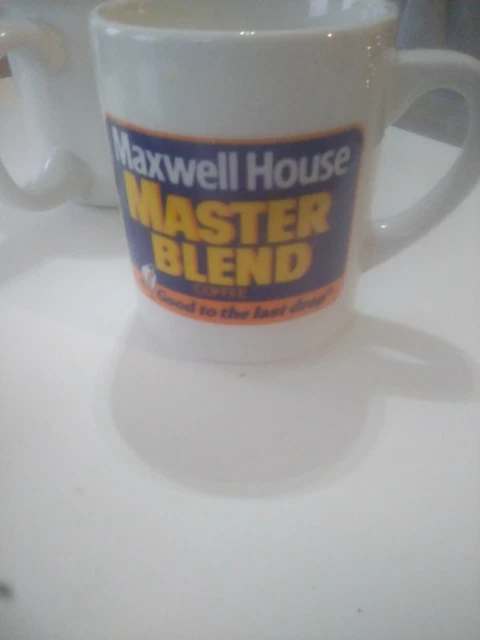 Maxwell House
MASTER
BLEND
COFFEE
Good to the last drop!